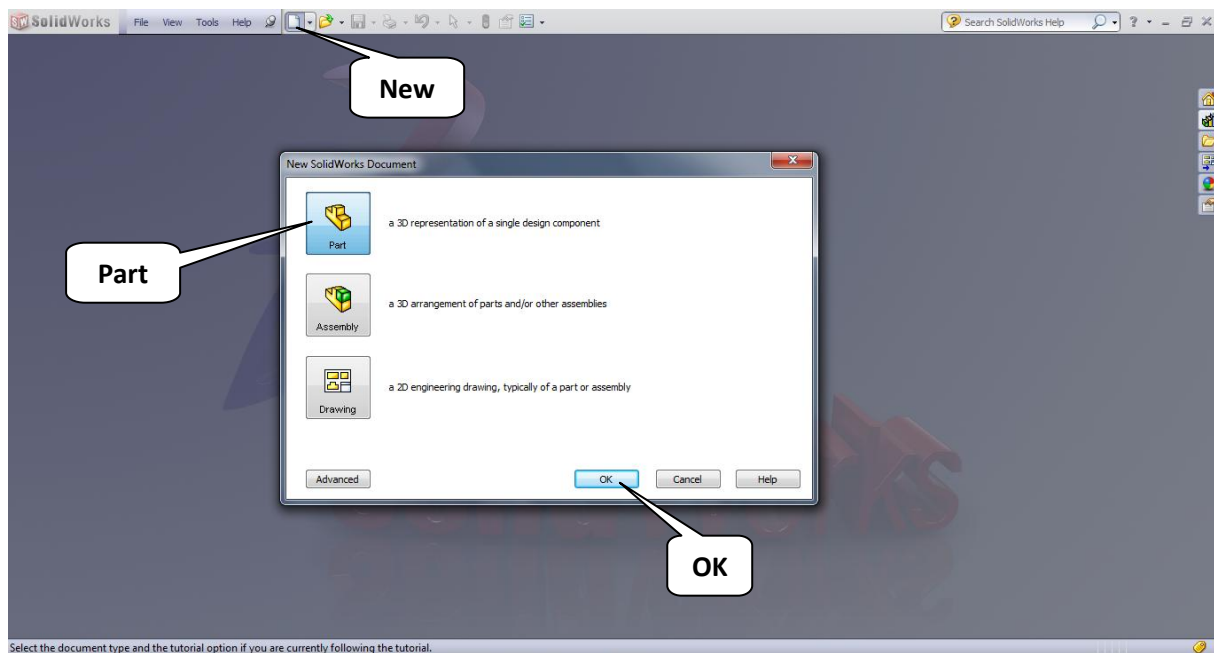 SolidWorks File View Tools Help Search SolidWorks Help ?
New
New SolidWorks Document
Part
a 3D representation of a single design component
Part
Assembly
a 3D arrangement of parts and/or other assemblies
Drawing
a 2D engineering drawing, typically of a part or assembly
Advanced OK Cancel Help
OK
Select the document type and the tutorial option if you are currently following the tutorial.